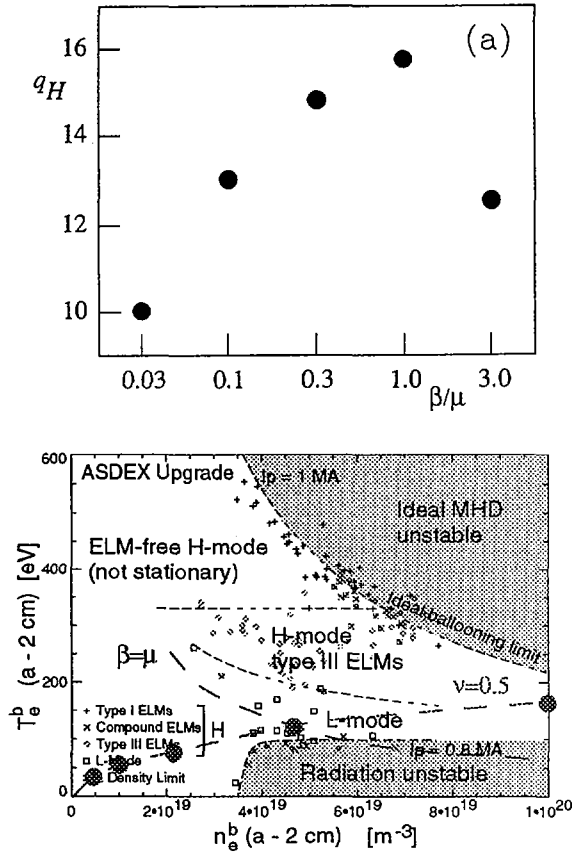 (a)
16
q_H
14
12
10
0.03 0.1 0.3 1.0 3.0
β/μ
600
ASDEX Upgrade
Ip = 1 MA
Ideal MHD
unstable
ELM-free H-mode
(not stationary)
400
Ideal ballooning limit
H-mode
type III ELMs
β=μ
200
ν=0.5
+ Type I ELMs
× Compound ELMs
◇ Type III ELMs
□ L-Mode
Density Limit
H
L-mode
Ip = 0.8 MA
Radiation unstable
0
T_e^b (a - 2 cm) [eV]
0 2*10^19 4*10^19 6*10^19 8*10^19 1*10^20
n_e^b (a - 2 cm) [m^-3]